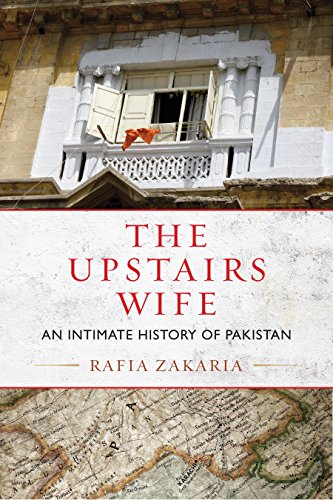 THE
UPSTAIRS
WIFE
AN INTIMATE HISTORY OF PAKISTAN
RAFIA ZAKARIA